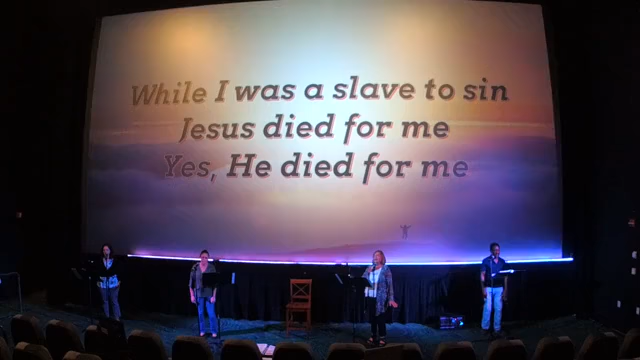 While I was a slave to sin
Jesus died for me
Yes, He died for me